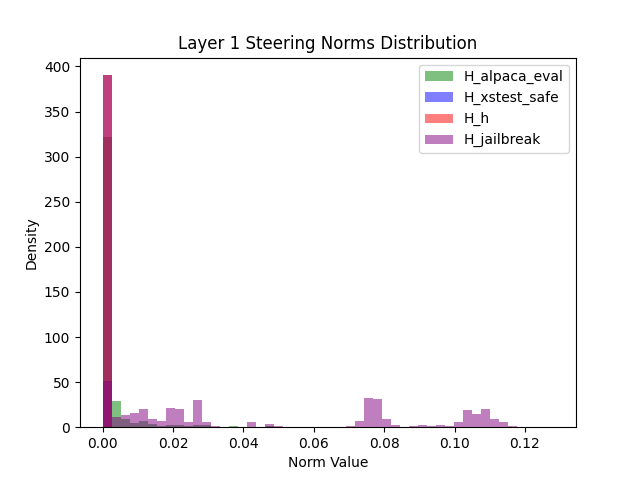 Layer 1 Steering Norms Distribution
H_alpaca_eval
H_xstest_safe
H_h
H_jailbreak
400
350
300
250
200
150
100
50
0
Density
0.00 0.02 0.04 0.06 0.08 0.10 0.12
Norm Value